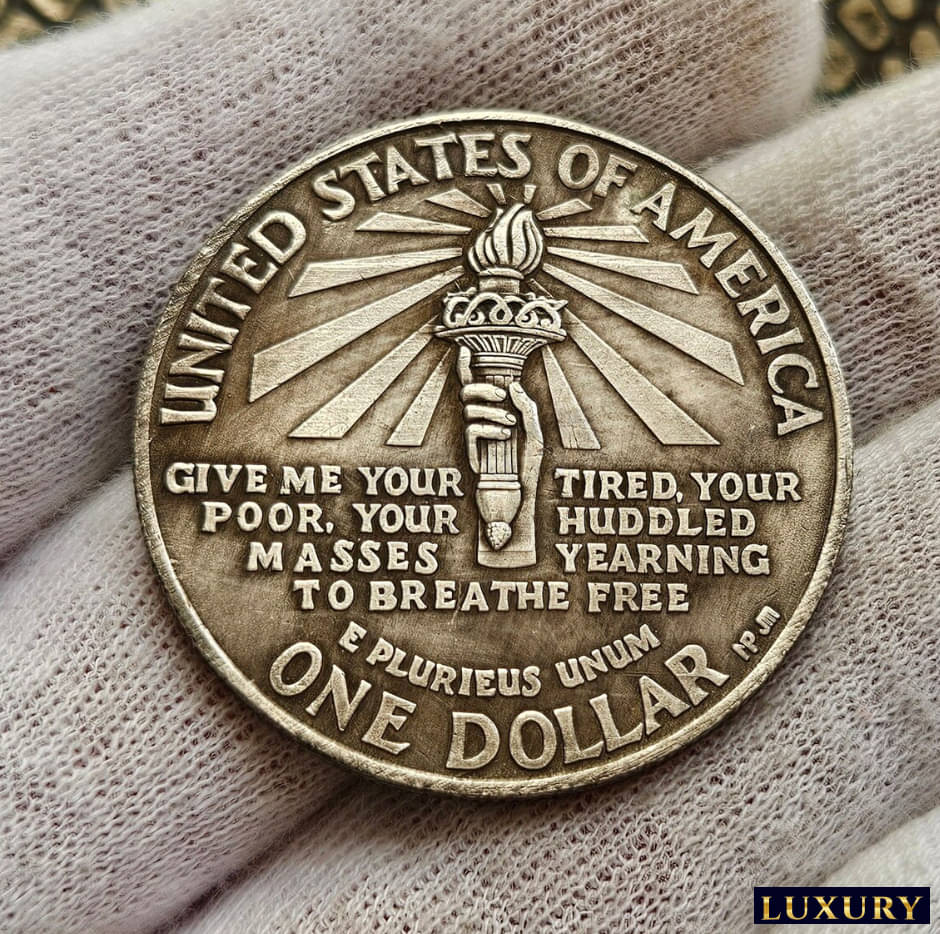 UNITED STATES OF AMERICA
GIVE ME YOUR TIRED, YOUR
POOR, YOUR HUDDLED
MASSES YEARNING
TO BREATHE FREE
E PLURIEUS UNUM
ONE DOLLAR
LUXURY